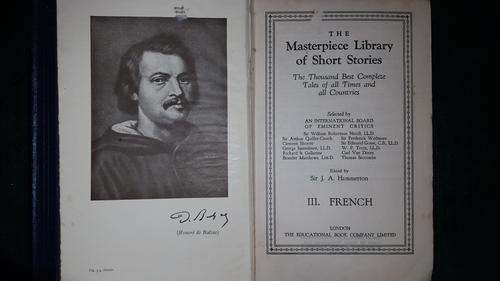 (Honoré de Balzac)
THE
Masterpiece Library
of Short Stories
The Thousand Best Complete
Tales of all Times and
all Countries
Selected by
AN INTERNATIONAL BOARD
OF EMINENT CRITICS
Sir William Robertson Nicoll, LL.D.
Sir Arthur Quiller-Couch Sir Frederick Wedmore
Clement Shorter Sir Edmund Gosse, C.B., LL.D.
George Saintsbury, LL.D. W. P. Trent, LL.D.
Richard le Gallienne Carl Van Doren
Brander Matthews, Litt.D. Thomas Seccombe
Edited by
Sir J. A. Hammerton
III. FRENCH
LONDON
THE EDUCATIONAL BOOK COMPANY LIMITED